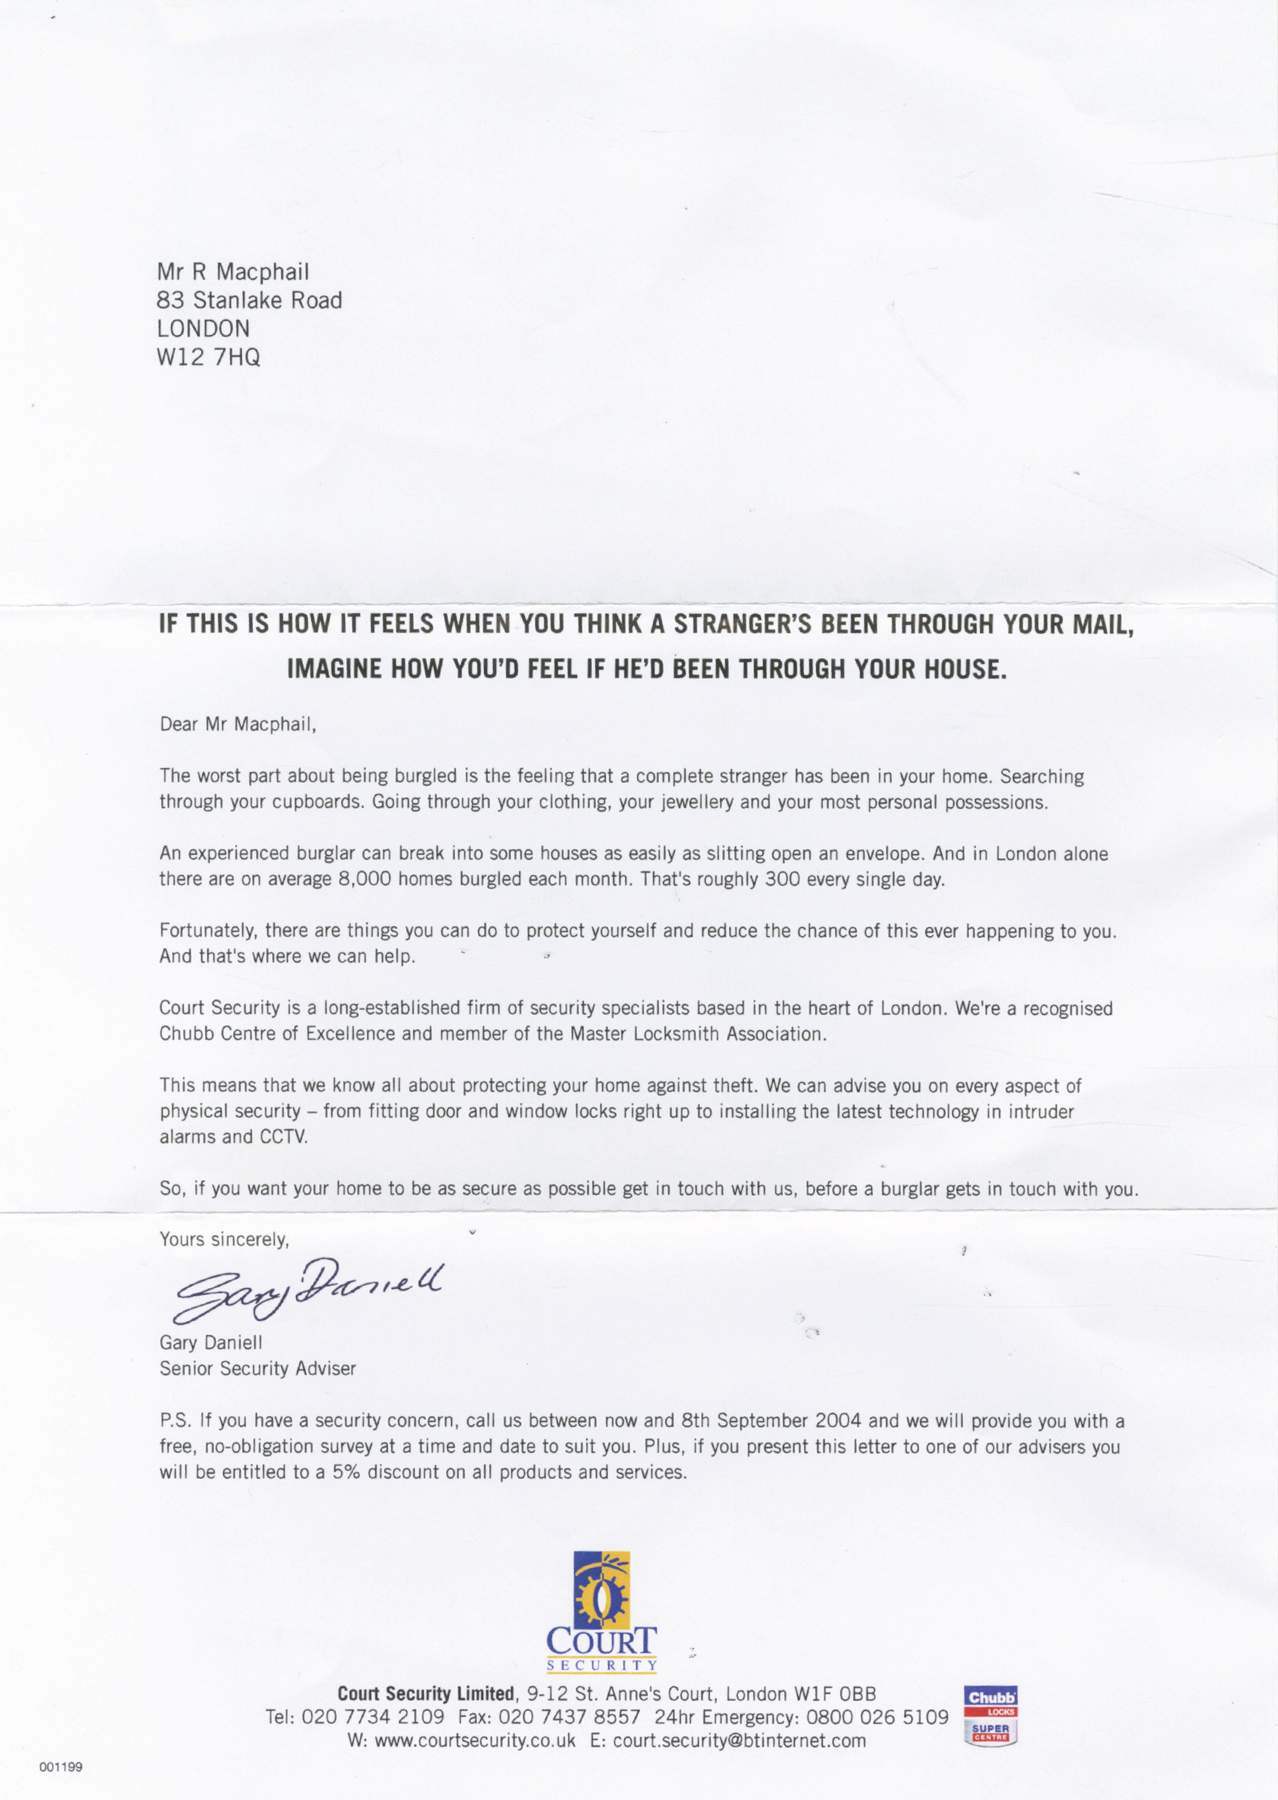 Mr R Macphail
83 Stanlake Road
LONDON
W12 7HQ
IF THIS IS HOW IT FEELS WHEN YOU THINK A STRANGER'S BEEN THROUGH YOUR MAIL,
IMAGINE HOW YOU'D FEEL IF HE'D BEEN THROUGH YOUR HOUSE.
Dear Mr Macphail,
The worst part about being burgled is the feeling that a complete stranger has been in your home. Searching
through your cupboards. Going through your clothing, your jewellery and your most personal possessions.
An experienced burglar can break into some houses as easily as slitting open an envelope. And in London alone
there are on average 8,000 homes burgled each month. That's roughly 300 every single day.
Fortunately, there are things you can do to protect yourself and reduce the chance of this ever happening to you.
And that's where we can help.
Court Security is a long-established firm of security specialists based in the heart of London. We're a recognised
Chubb Centre of Excellence and member of the Master Locksmith Association.
This means that we know all about protecting your home against theft. We can advise you on every aspect of
physical security – from fitting door and window locks right up to installing the latest technology in intruder
alarms and CCTV.
So, if you want your home to be as secure as possible get in touch with us, before a burglar gets in touch with you.
Yours sincerely,
Gary Daniell
Gary Daniell
Senior Security Adviser
P.S. If you have a security concern, call us between now and 8th September 2004 and we will provide you with a
free, no-obligation survey at a time and date to suit you. Plus, if you present this letter to one of our advisers you
will be entitled to a 5% discount on all products and services.
COURT
SECURITY
Court Security Limited, 9-12 St. Anne's Court, London W1F OBB
Tel: 020 7734 2109 Fax: 020 7437 8557 24hr Emergency: 0800 026 5109
W: www.courtsecurity.co.uk E: court.security@btinternet.com
Chubb
LOCKS
SUPER
CENTRE
001199